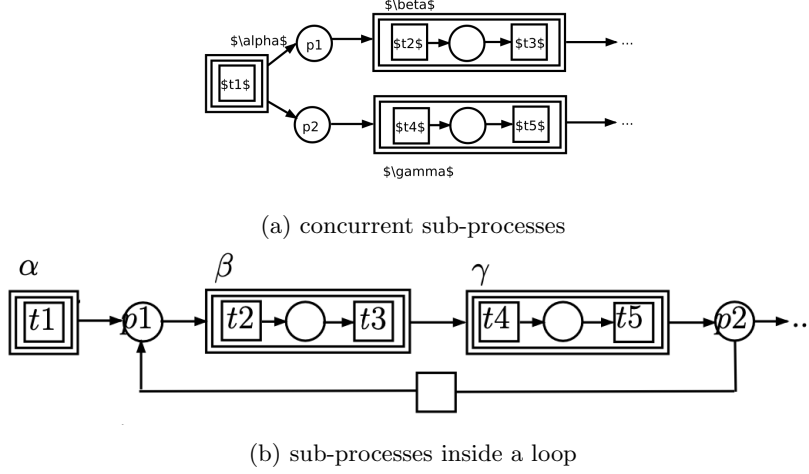 $\beta$
$\alpha$ p1 $t2$ $t3$ ...
$t1$
p2 $t4$ $t5$ ...
$\gamma$
(a) concurrent sub-processes
α β γ
t1 p1 t2 t3 t4 t5 p2 ..
(b) sub-processes inside a loop